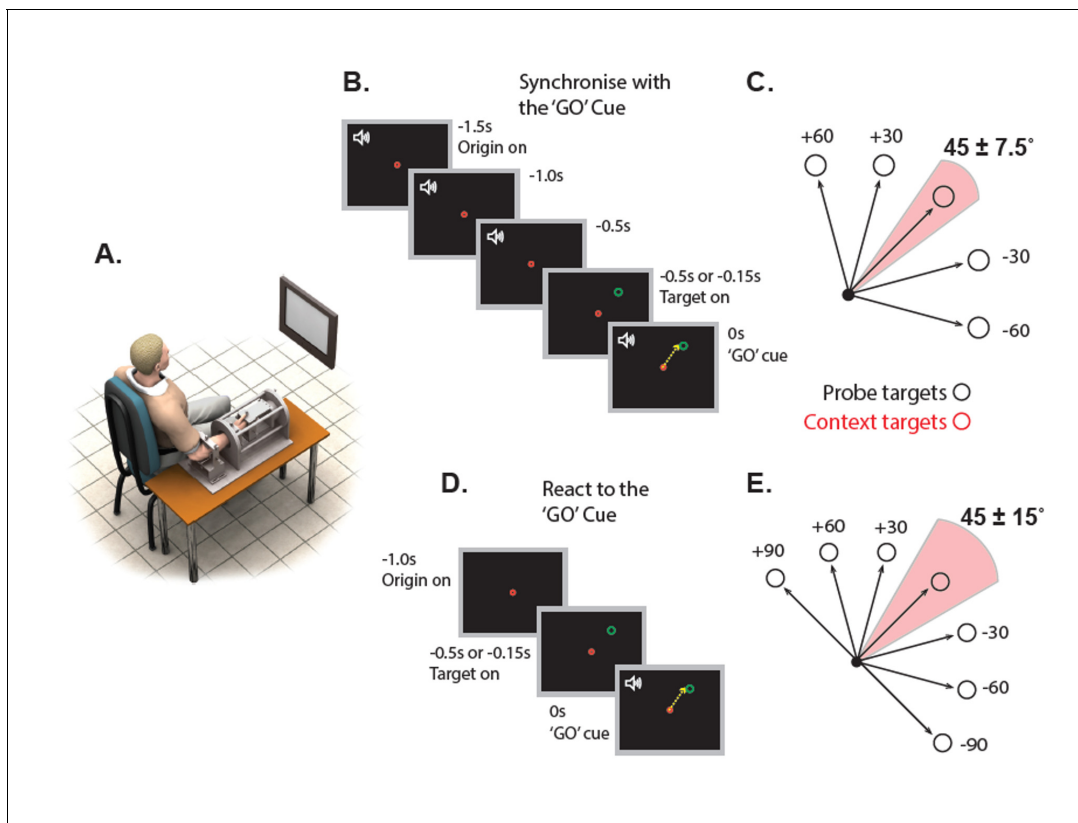 A.
B.
Synchronise with
the 'GO' Cue
-1.5s
Origin on
-1.0s
-0.5s
-0.5s or -0.15s
Target on
0s
'GO' cue
C.
+60
+30
45 ± 7.5°
-30
-60
Probe targets
Context targets
D.
React to the
'GO' Cue
-1.0s
Origin on
-0.5s or -0.15s
Target on
0s
'GO' cue
E.
+90
+60
+30
45 ± 15°
-30
-60
-90